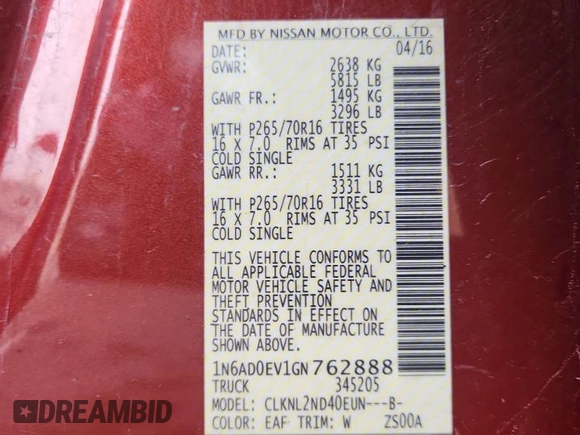 MFD BY NISSAN MOTOR CO., LTD.
DATE: 04/16
GVWR: 2638 KG
5815 LB
GAWR FR.: 1495 KG
3296 LB
WITH P265/70R16 TIRES
16 X 7.0 RIMS AT 35 PSI
COLD SINGLE
GAWR RR.: 1511 KG
3331 LB
WITH P265/70R16 TIRES
16 X 7.0 RIMS AT 35 PSI
COLD SINGLE
THIS VEHICLE CONFORMS TO
ALL APPLICABLE FEDERAL
MOTOR VEHICLE SAFETY AND
THEFT PREVENTION
STANDARDS IN EFFECT ON
THE DATE OF MANUFACTURE
SHOWN ABOVE.
1N6AD0EV1GN762888
TRUCK 345205
MODEL: CLKNL2ND40EUN---B-
COLOR: EAF TRIM: W ZS00A
EPICBID
DEALERSHIP AUCTIONS